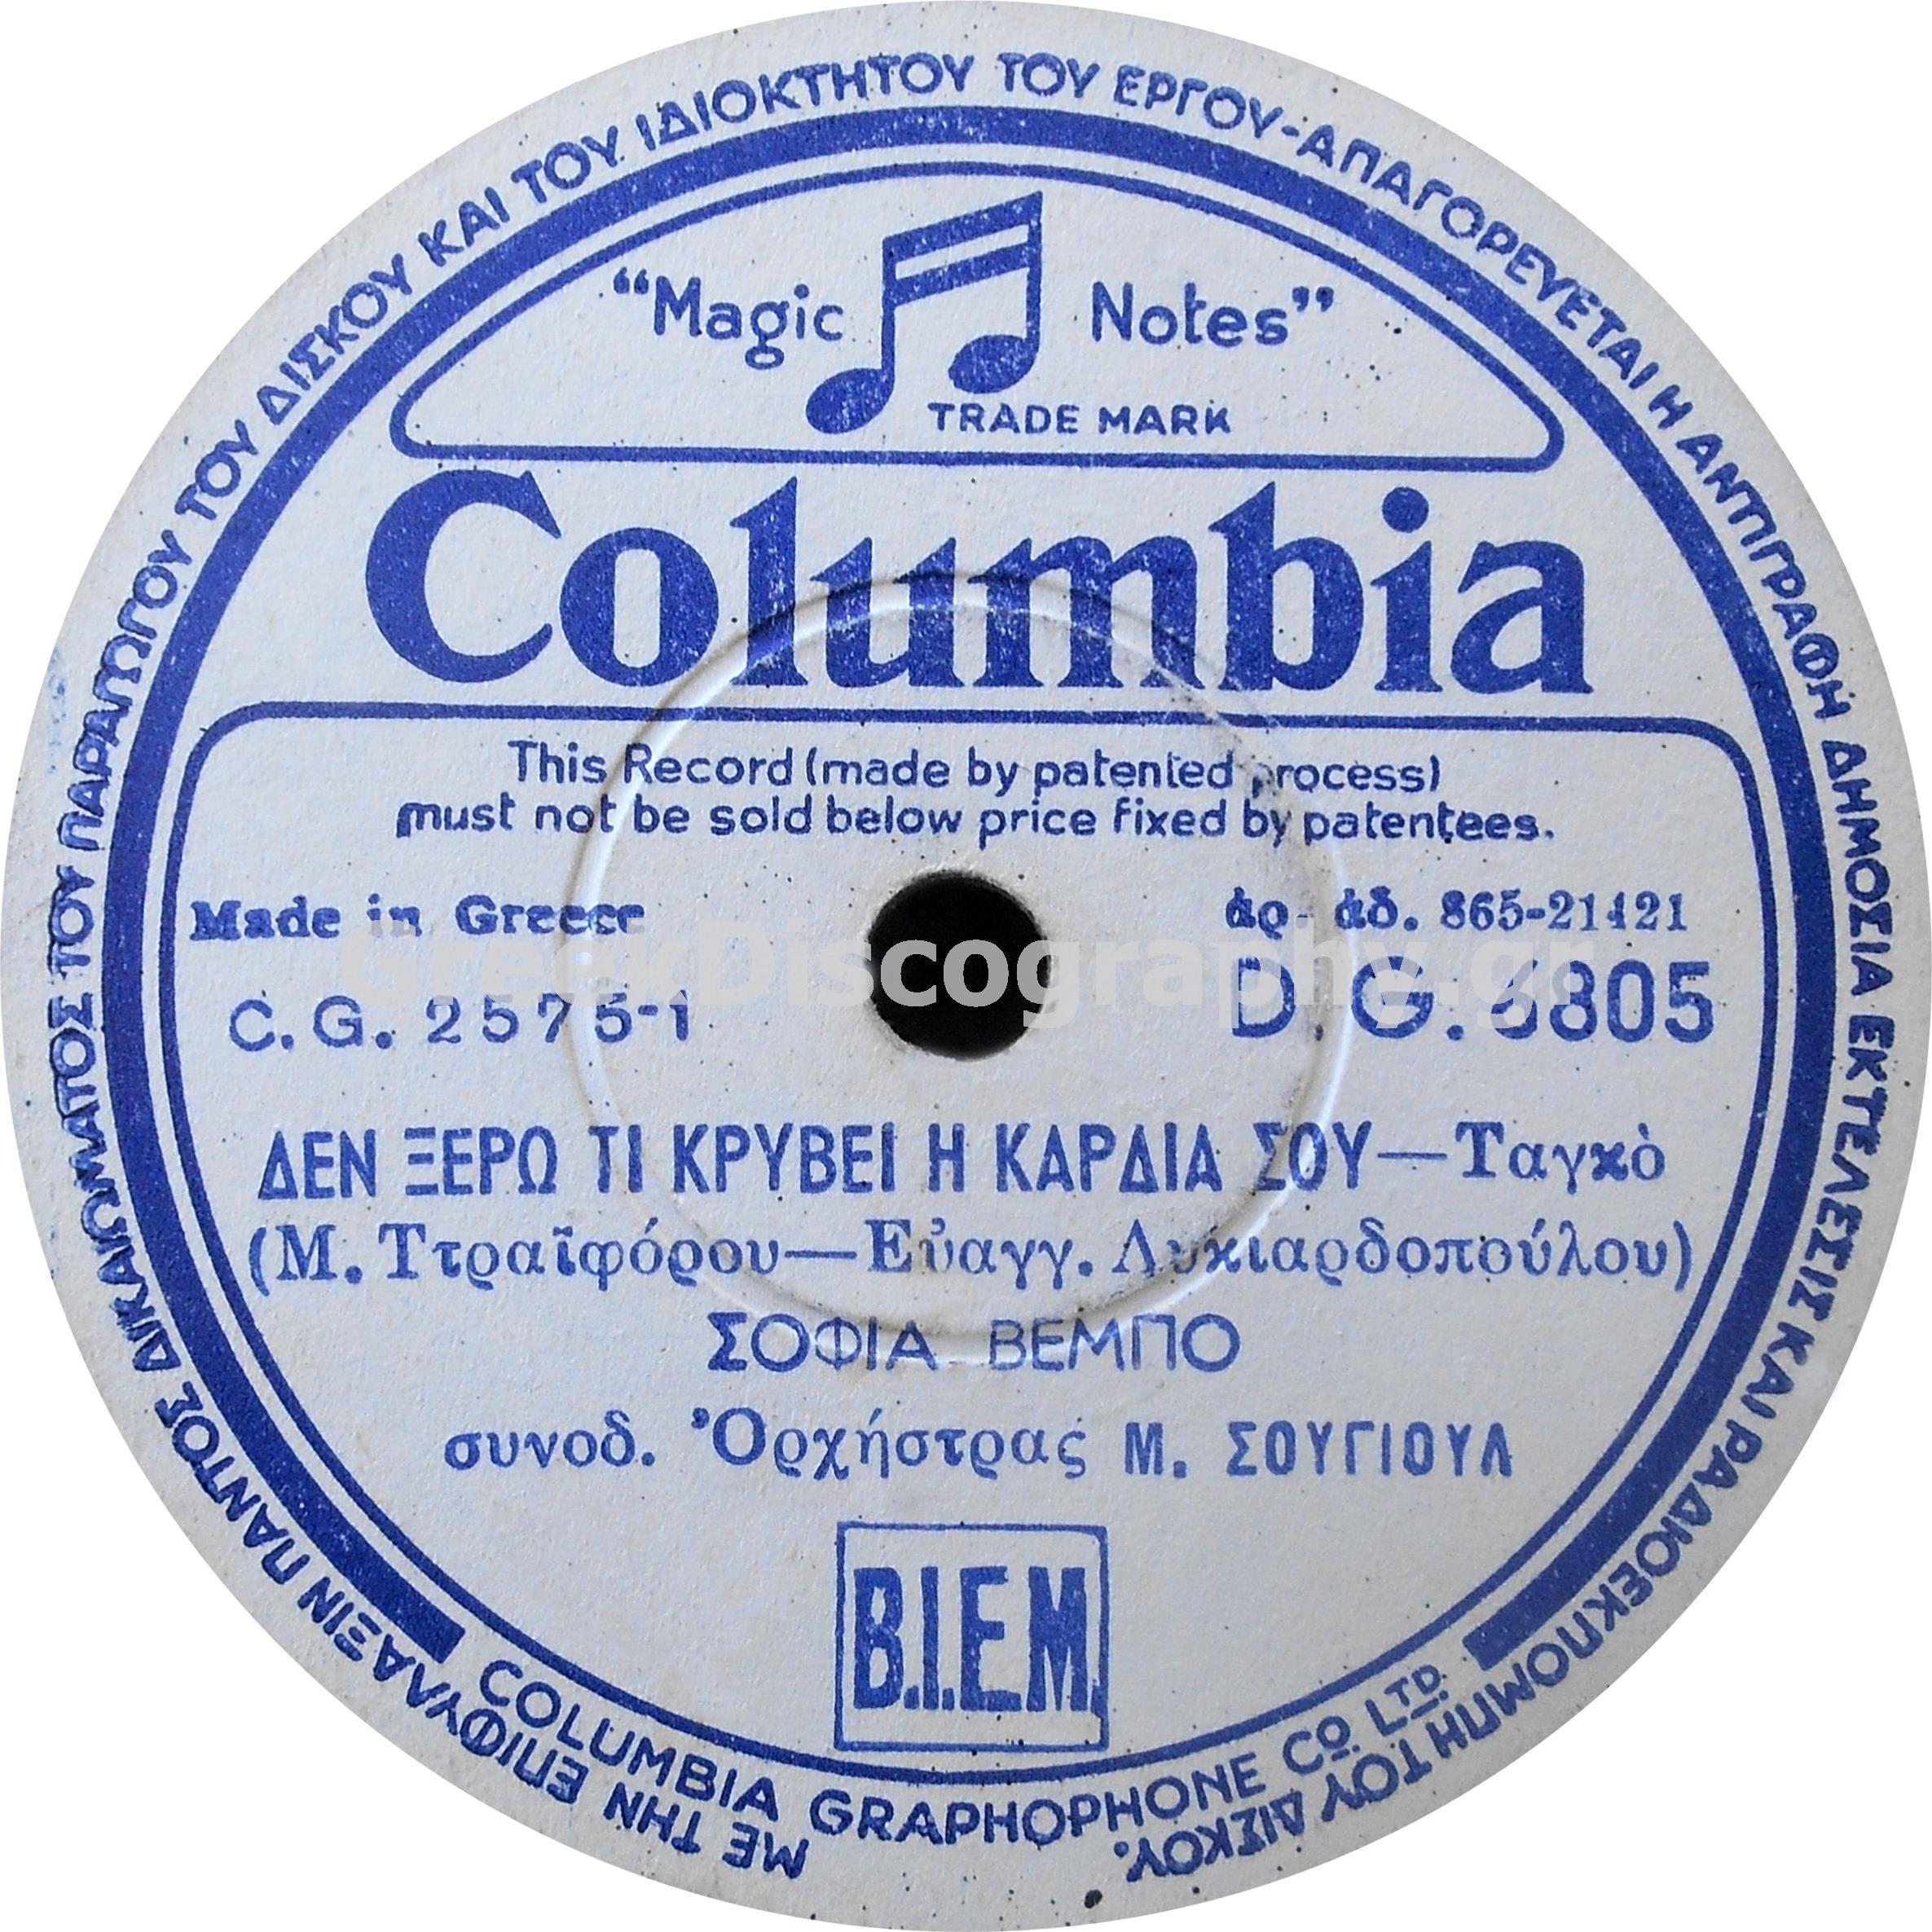 ΜΕ ΤΗΝ ΕΠΙΦΥΛΑΞΙΝ ΠΑΝΤΟΣ ΔΙΚΑΙΩΜΑΤΟΣ ΤΟΥ ΠΑΡΑΓΩΓΟΥ ΤΟΥ ΔΙΣΚΟΥ ΚΑΙ ΤΟΥ ΙΔΙΟΚΤΗΤΟΥ ΤΟΥ ΕΡΓΟΥ-ΑΠΑΓΟΡΕΥΕΤΑΙ Η ΑΝΤΙΓΡΑΦΗ ΔΗΜΟΣΙΑ ΕΚΤΕΛΕΣΙΣ ΚΑΙ ΡΑΔΙΟΕΚΠΟΜΠΗ ΤΟΥ ΔΙΣΚΟΥ.
"Magic Notes"
TRADE MARK
Columbia
This Record (made by patented process)
must not be sold below price fixed by patentees.
Made in Greece
ἀρ. ἀδ. 865-21421
GreekDiscography.gr
C.G. 2575-1
D.G. 6805
ΔΕΝ ΞΕΡΩ ΤΙ ΚΡΥΒΕΙ Η ΚΑΡΔΙΑ ΣΟΥ—Ταγκὸ
(Μ. Ττραϊφόρου—Εὐαγγ. Λυκιαρδοπούλου)
ΣΟΦΙΑ ΒΕΜΠΟ
συνοδ. Ὀρχήστρας Μ. ΣΟΥΓΙΟΥΛ
B.I.E.M.
COLUMBIA GRAPHOPHONE CO. LTD.